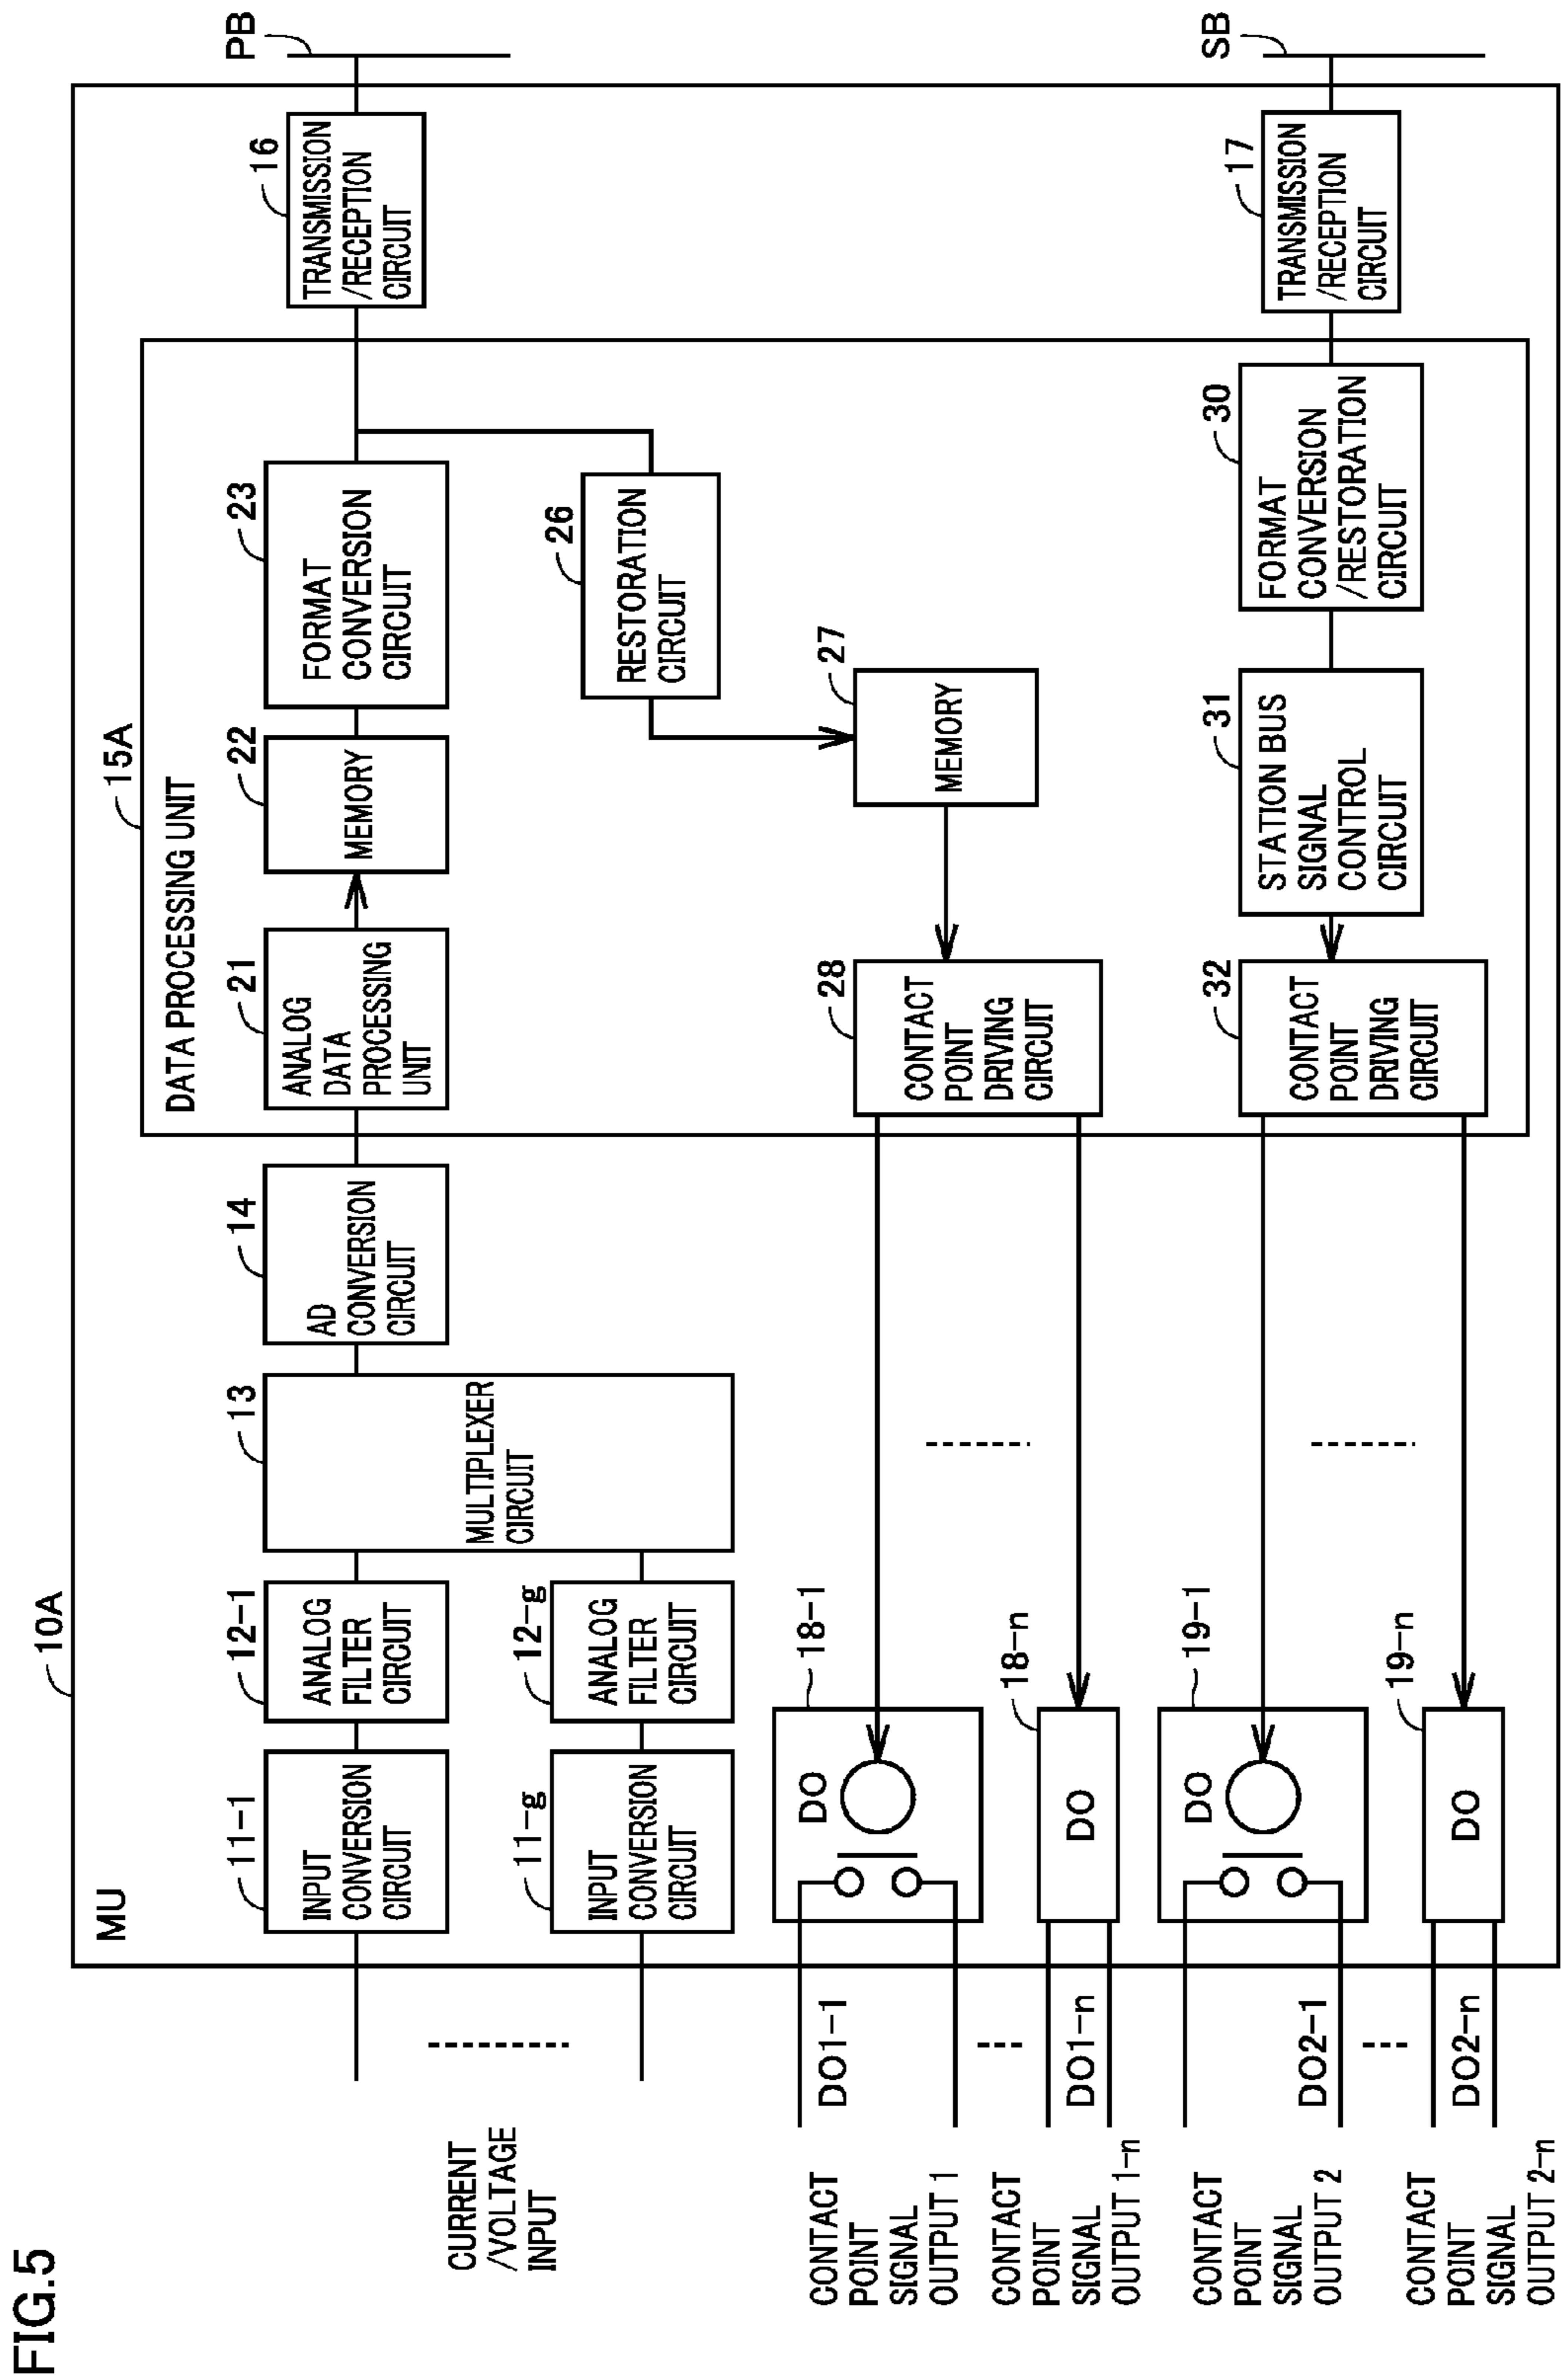 FIG.5
10A
MU
15A
DATA PROCESSING UNIT
CURRENT
/VOLTAGE
INPUT
11-1
INPUT
CONVERSION
CIRCUIT
12-1
ANALOG
FILTER
CIRCUIT
11-g
INPUT
CONVERSION
CIRCUIT
12-g
ANALOG
FILTER
CIRCUIT
13
MULTIPLEXER
CIRCUIT
14
AD
CONVERSION
CIRCUIT
21
ANALOG
DATA
PROCESSING
UNIT
22
MEMORY
23
FORMAT
CONVERSION
CIRCUIT
16
TRANSMISSION
/RECEPTION
CIRCUIT
PB
26
RESTORATION
CIRCUIT
27
MEMORY
28
CONTACT
POINT
DRIVING
CIRCUIT
CONTACT
POINT
SIGNAL
OUTPUT 1
DO1-1
18-1
DO
CONTACT
POINT
SIGNAL
OUTPUT 1-n
DO1-n
18-n
DO
CONTACT
POINT
SIGNAL
OUTPUT 2
DO2-1
19-1
DO
32
CONTACT
POINT
DRIVING
CIRCUIT
31
STATION BUS
SIGNAL
CONTROL
CIRCUIT
30
FORMAT
CONVERSION
/RESTORATION
CIRCUIT
17
TRANSMISSION
/RECEPTION
CIRCUIT
SB
CONTACT
POINT
SIGNAL
OUTPUT 2-n
DO2-n
19-n
DO